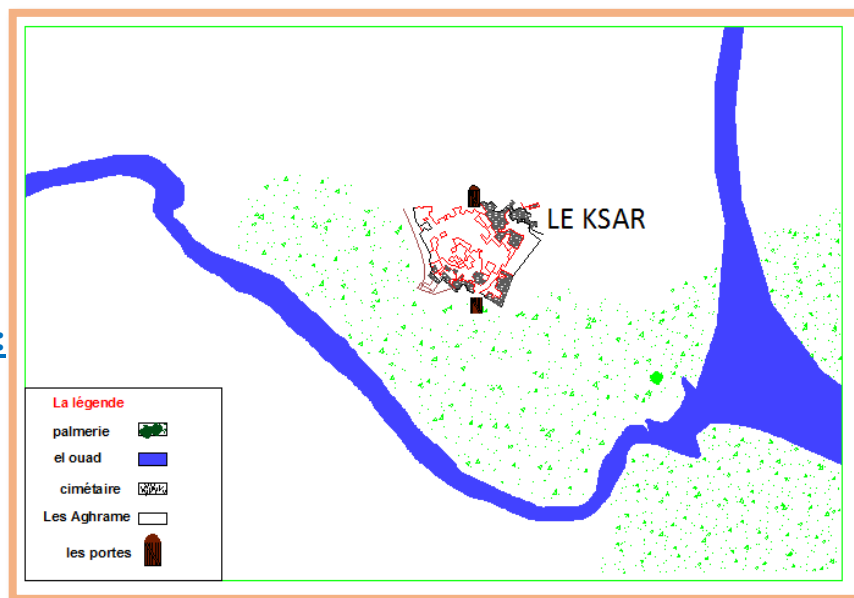 LE KSAR
:
La légende
palmerie
el ouad
cimétaire
Les Aghrame
les portes